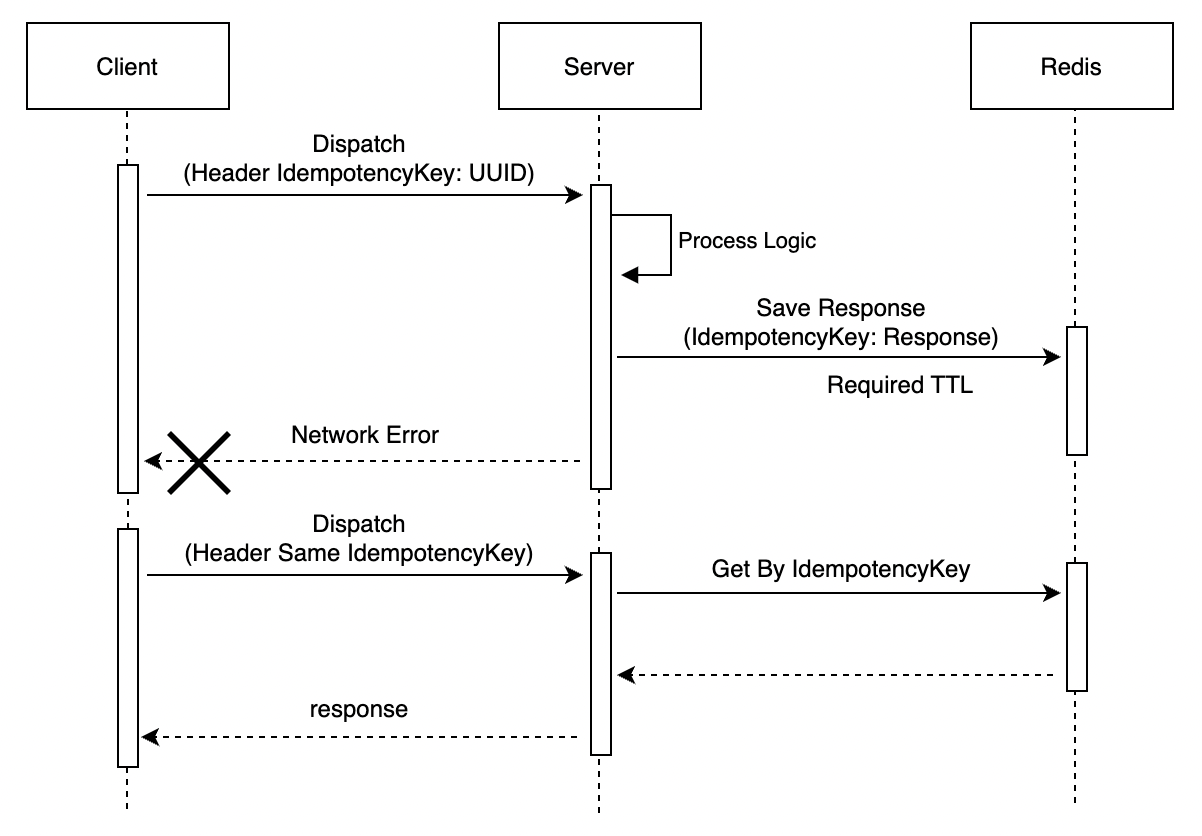 Client
Server
Redis
Dispatch
(Header IdempotencyKey: UUID)
Process Logic
Save Response
(IdempotencyKey: Response)
Required TTL
Network Error
Dispatch
(Header Same IdempotencyKey)
Get By IdempotencyKey
response